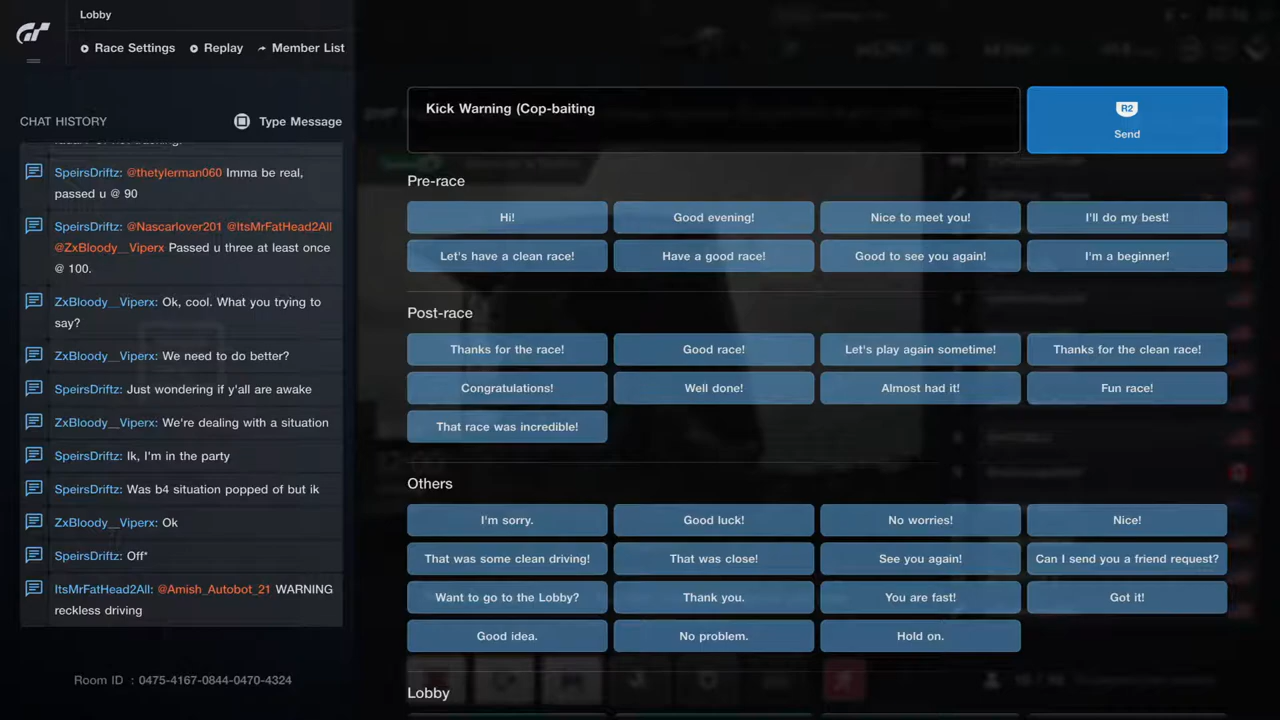 Lobby
Race Settings Replay Member List
CHAT HISTORY Type Message
SpeirsDriftz: @thetylerman060 Imma be real,
passed u @ 90
SpeirsDriftz: @Nascarlover201 @ItsMrFatHead2All
@ZxBloody__Viperx Passed u three at least once
@ 100.
ZxBloody__Viperx: Ok, cool. What you trying to
say?
ZxBloody__Viperx: We need to do better?
SpeirsDriftz: Just wondering if y'all are awake
ZxBloody__Viperx: We're dealing with a situation
SpeirsDriftz: Ik, I'm in the party
SpeirsDriftz: Was b4 situation popped of but ik
ZxBloody__Viperx: Ok
SpeirsDriftz: Off*
ItsMrFatHead2All: @Amish_Autobot_21 WARNING
reckless driving
Room ID : 0475-4167-0844-0470-4324
Kick Warning (Cop-baiting
R2
Send
Pre-race
Hi! Good evening! Nice to meet you! I'll do my best!
Let's have a clean race! Have a good race! Good to see you again! I'm a beginner!
Post-race
Thanks for the race! Good race! Let's play again sometime! Thanks for the clean race!
Congratulations! Well done! Almost had it! Fun race!
That race was incredible!
Others
I'm sorry. Good luck! No worries! Nice!
That was some clean driving! That was close! See you again! Can I send you a friend request?
Want to go to the Lobby? Thank you. You are fast! Got it!
Good idea. No problem. Hold on.
Lobby